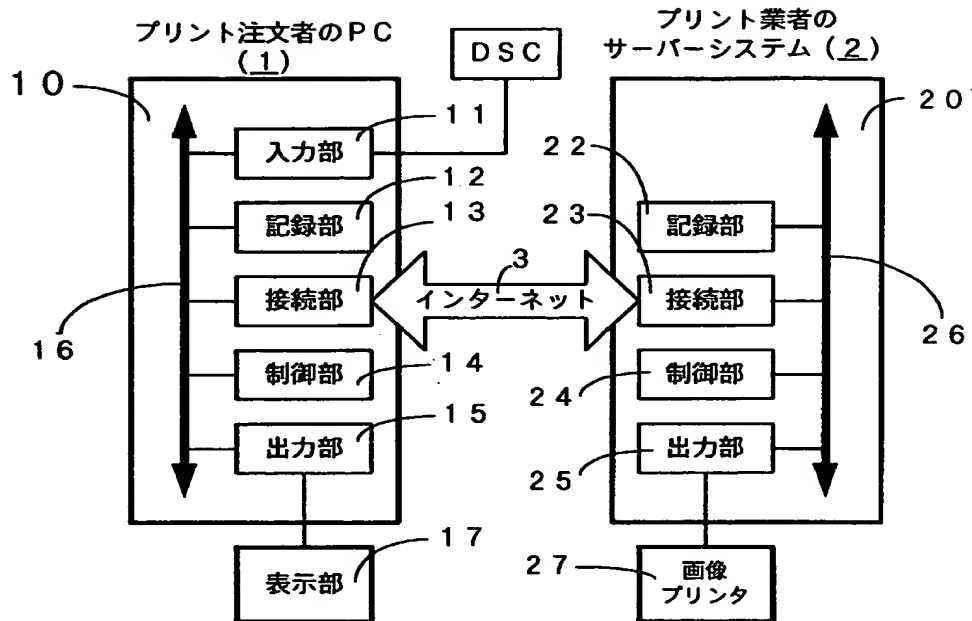 プリント注文者のPC
(1)
DSC
プリント業者の
サーバーシステム(2)
10
11
入力部
12
記録部
13
接続部
14
制御部
15
出力部
16
17
表示部
3
インターネット
20
22
記録部
23
接続部
24
制御部
25
出力部
26
27
画像
プリンタ